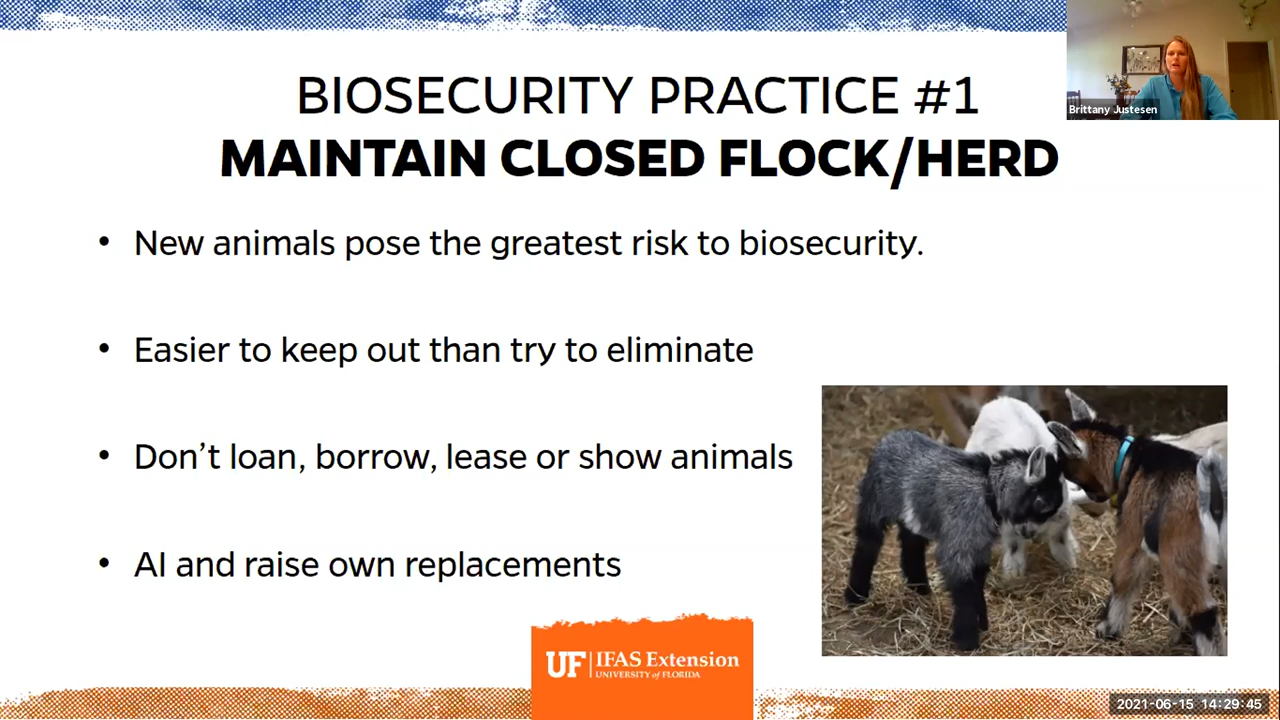 BIOSECURITY PRACTICE #1
MAINTAIN CLOSED FLOCK/HERD
Brittany Justesen
• New animals pose the greatest risk to biosecurity.
• Easier to keep out than try to eliminate
• Don’t loan, borrow, lease or show animals
• AI and raise own replacements
UF IFAS Extension
UNIVERSITY of FLORIDA
2021-06-15 14:29:45